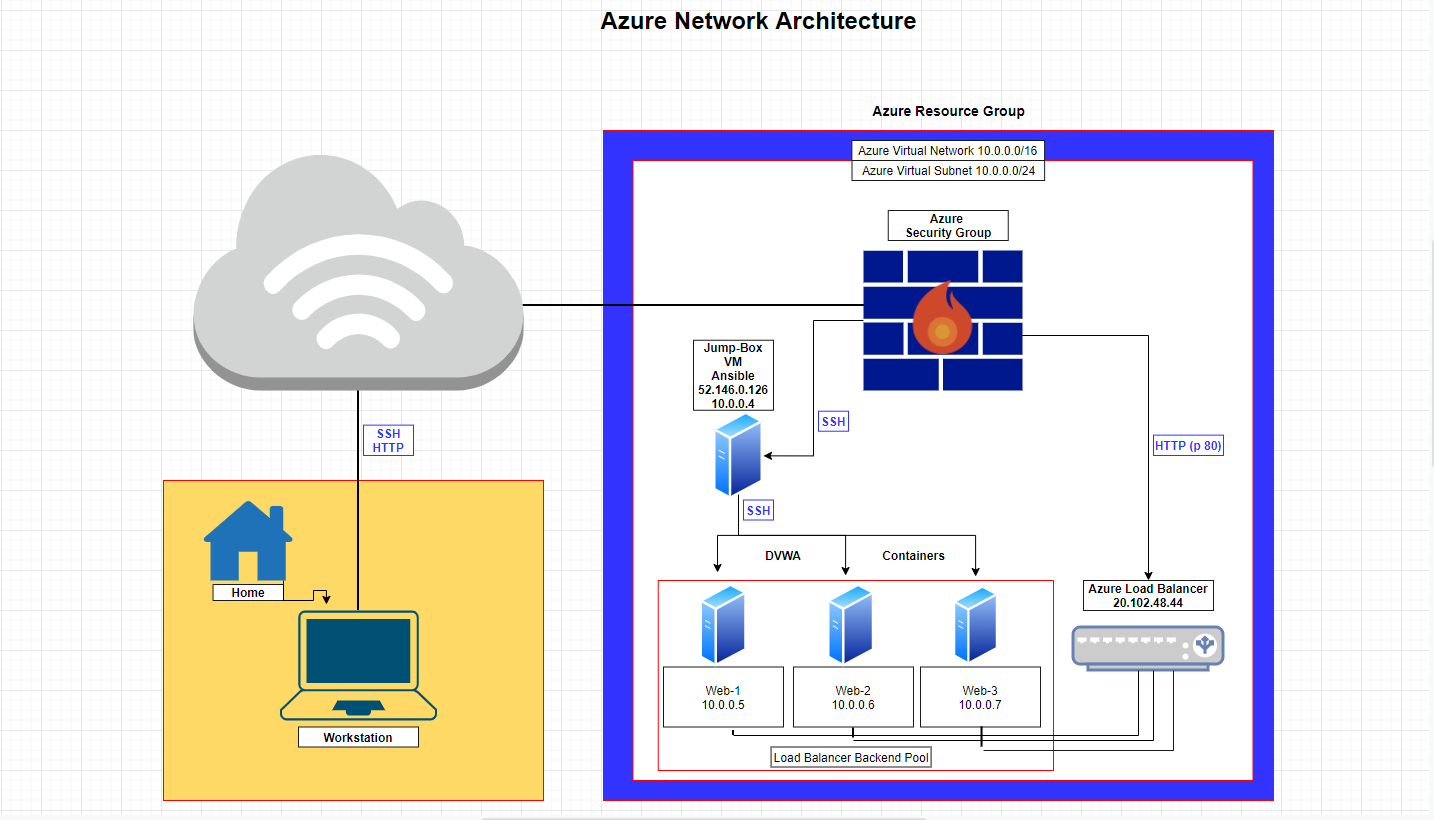 Azure Network Architecture
Azure Resource Group
Azure Virtual Network 10.0.0.0/16
Azure Virtual Subnet 10.0.0.0/24
Azure
Security Group
Jump-Box
VM
Ansible
52.146.0.126
10.0.0.4
SSH
SSH
HTTP
HTTP (p 80)
SSH
DVWA
Containers
Home
Azure Load Balancer
20.102.48.44
Web-1
10.0.0.5
Web-2
10.0.0.6
Web-3
10.0.0.7
Workstation
Load Balancer Backend Pool